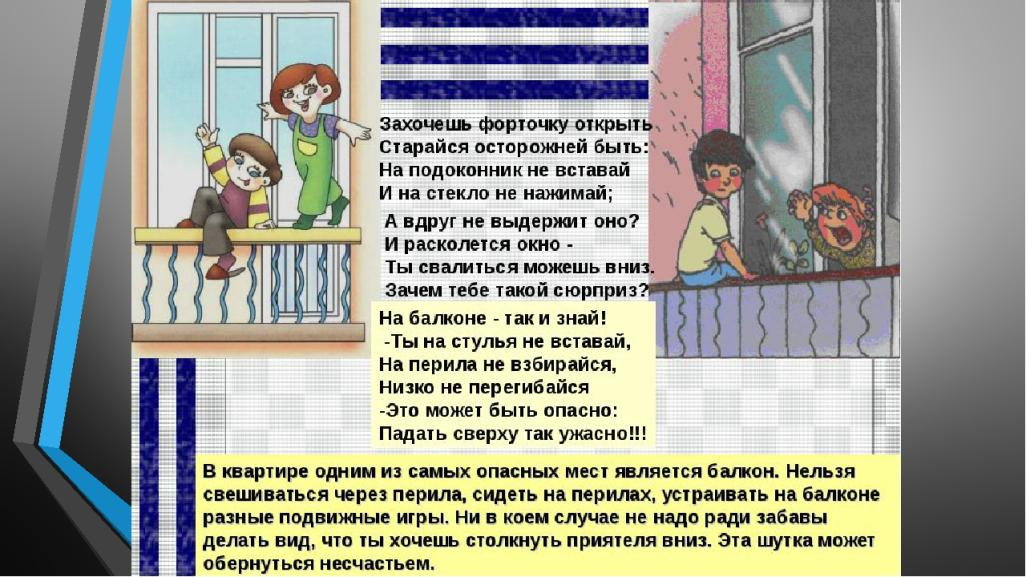 Захочешь форточку открыть
Старайся осторожней быть:
На подоконник не вставай
И на стекло не нажимай;
А вдруг не выдержит оно?
И расколется окно -
Ты свалиться можешь вниз.
Зачем тебе такой сюрприз?
На балконе - так и знай!
-Ты на стулья не вставай,
На перила не взбирайся,
Низко не перегибайся
-Это может быть опасно:
Падать сверху так ужасно!!!
В квартире одним из самых опасных мест является балкон. Нельзя
свешиваться через перила, сидеть на перилах, устраивать на балконе
разные подвижные игры. Ни в коем случае не надо ради забавы
делать вид, что ты хочешь столкнуть приятеля вниз. Эта шутка может
обернуться несчастьем.